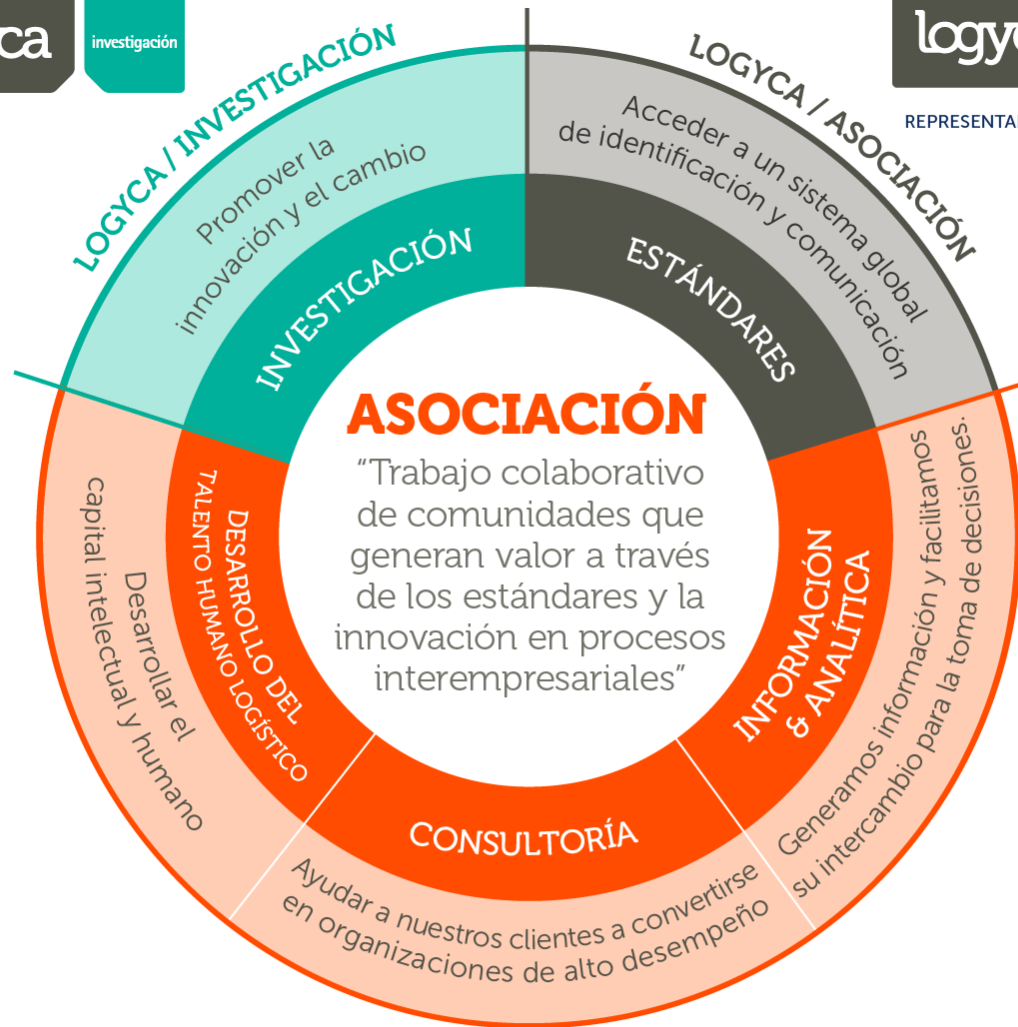 ca
investigación
logyc
REPRESENTA
LOGYCA / INVESTIGACIÓN
LOGYCA / ASOCIACIÓN
Promover la
innovación y el cambio
Acceder a un sistema global
de identificación y comunicación
INVESTIGACIÓN
ESTÁNDARES
ASOCIACIÓN
“Trabajo colaborativo
de comunidades que
generan valor a través
de los estándares y la
innovación en procesos
interempresariales”
DESARROLLO DEL
TALENTO HUMANO LOGÍSTICO
Desarrollar el
capital intelectual y humano
INFORMACIÓN
& ANALÍTICA
Generamos información y facilitamos
su intercambio para la toma de decisiones.
CONSULTORÍA
Ayudar a nuestros clientes a convertirse
en organizaciones de alto desempeño